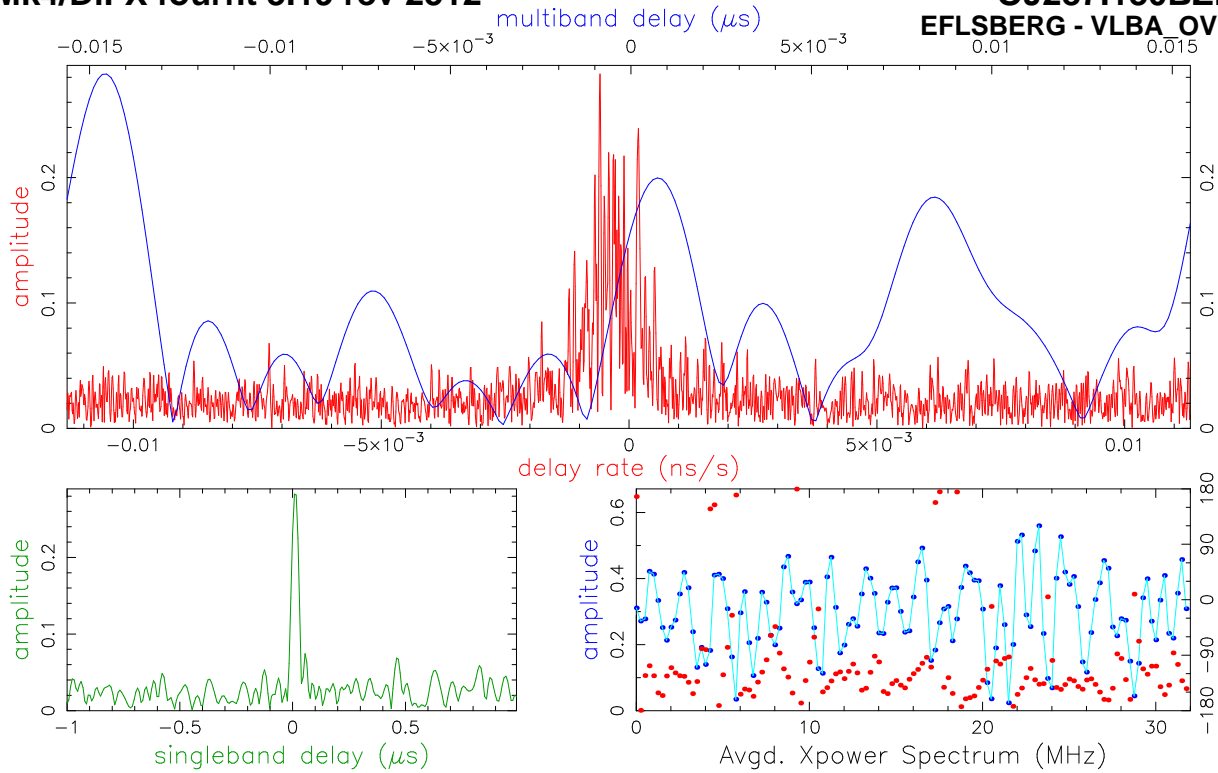 multiband delay (μs)
EFLSBERG - VLBA_OV
−0.015 −0.01 −5×10⁻³ 0 5×10⁻³ 0.01 0.015
amplitude
0 0.1 0.2
0 0.1 0.2
−0.01 −5×10⁻³ 0 5×10⁻³ 0.01
delay rate (ns/s)
amplitude
0 0.2
−1 −0.5 0 0.5
singleband delay (μs)
amplitude
0 0.2 0.4 0.6
−180 −90 0 90 180
0 10 20 30
Avgd. Xpower Spectrum (MHz)